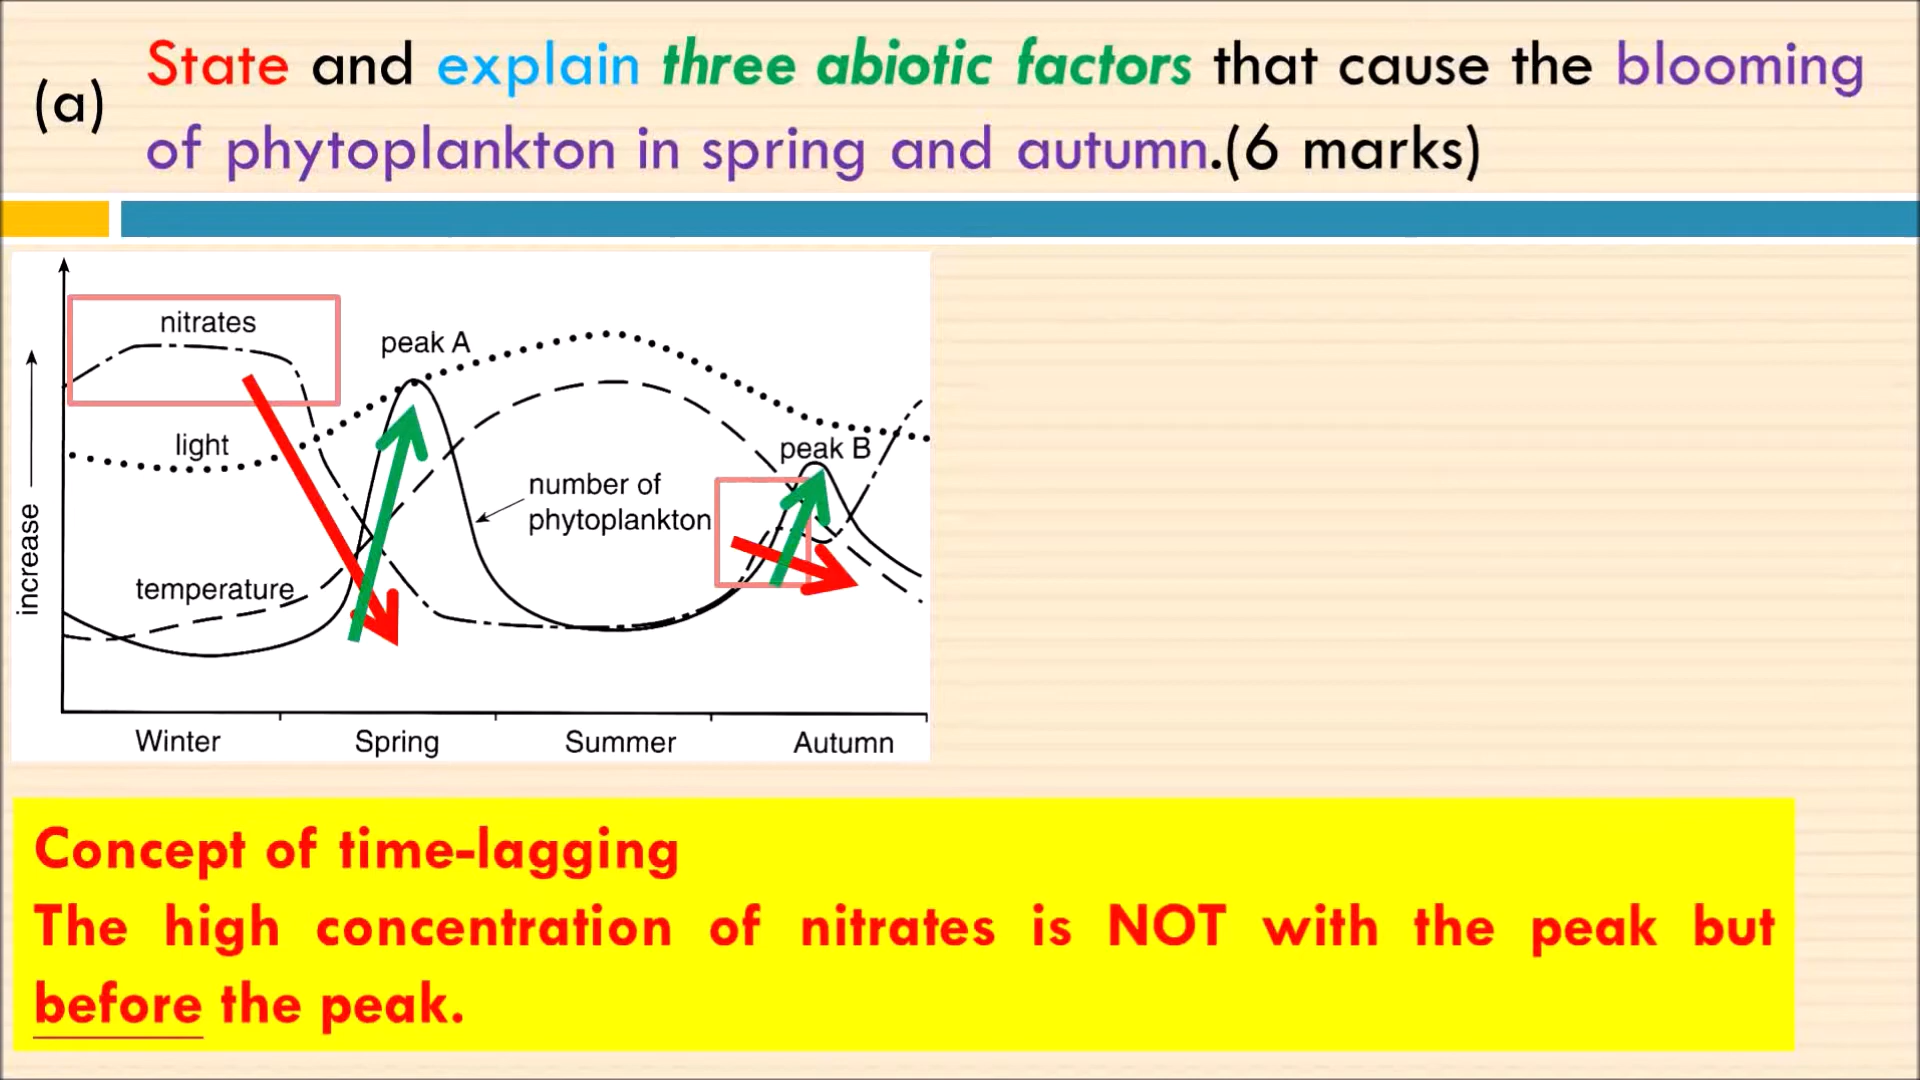 (a)
State and explain three abiotic factors that cause the blooming
of phytoplankton in spring and autumn.(6 marks)
nitrates
peak A
light
peak B
number of
phytoplankton
temperature
increase
Winter
Spring
Summer
Autumn
Concept of time-lagging
The high concentration of nitrates is NOT with the peak but
before the peak.